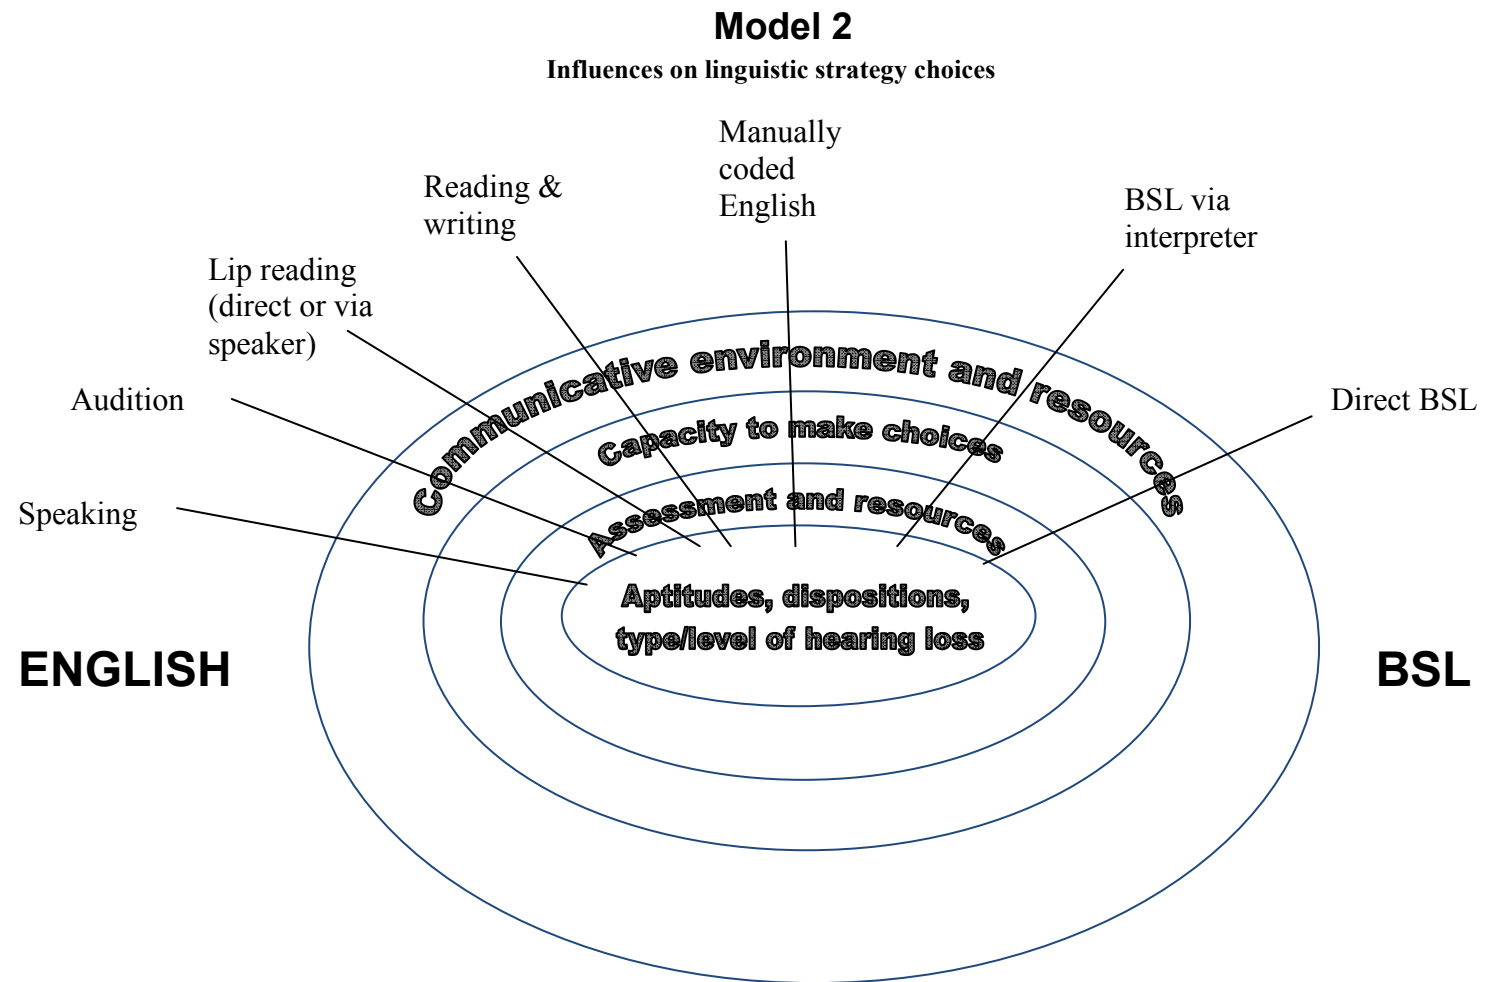 Model 2
Influences on linguistic strategy choices
Manually
coded
English
Reading &
writing
BSL via
interpreter
Lip reading
(direct or via
speaker)
Audition
Direct BSL
Speaking
Communicative environment and resources
Capacity to make choices
Assessment and resources
Aptitudes, dispositions,
type/level of hearing loss
ENGLISH
BSL